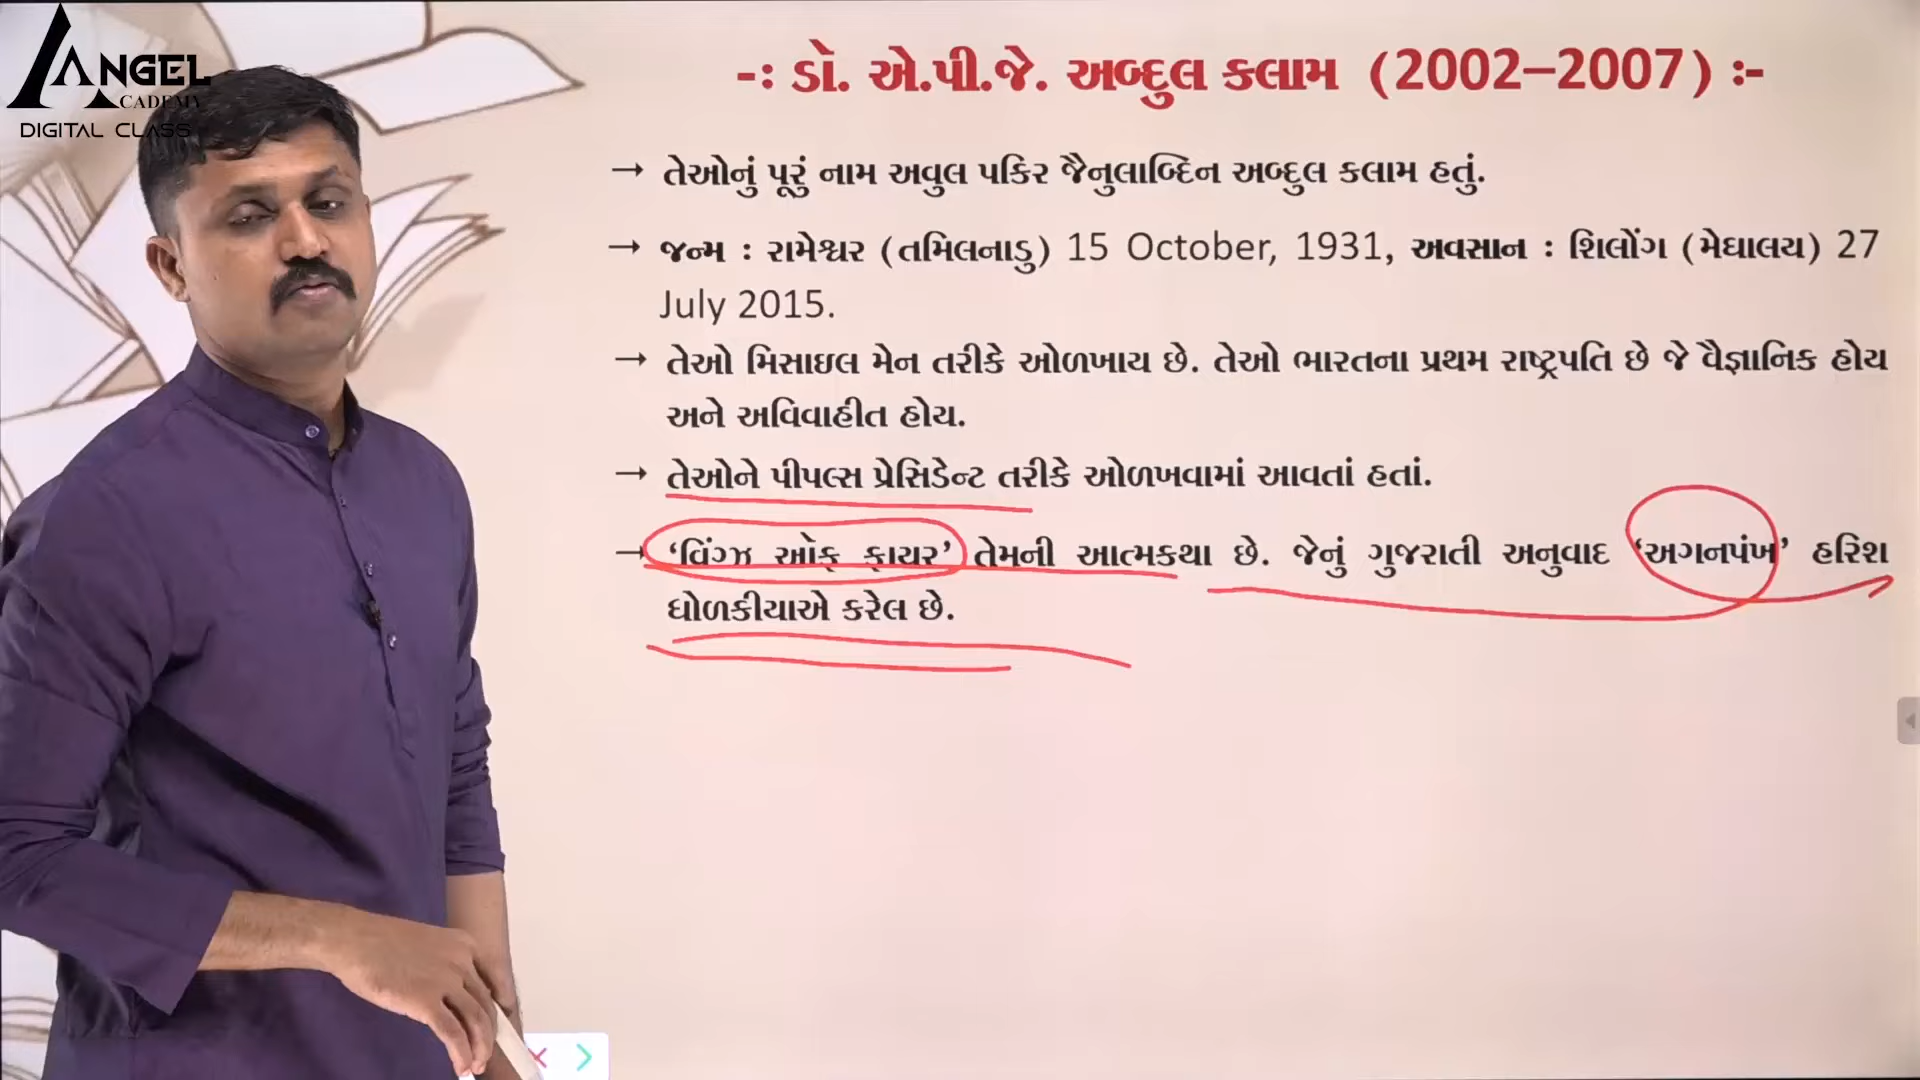 ANGEL
ACADEMY
DIGITAL CLASS
-: ડૉ. એ.પી.જે. અબ્દુલ કલામ (2002–2007) :-
→ તેઓનું પૂરું નામ અવુલ પકિર જૈનુલાબ્દિન અબ્દુલ કલામ હતું.
→ જન્મ : રામેશ્વર (તમિલનાડુ) 15 October, 1931, અવસાન : શિલોંગ (મેઘાલય) 27
July 2015.
→ તેઓ મિસાઇલ મેન તરીકે ઓળખાય છે. તેઓ ભારતના પ્રથમ રાષ્ટ્રપતિ છે જે વૈજ્ઞાનિક હોય
અને અવિવાહીત હોય.
→ તેઓને પીપલ્સ પ્રેસિડેન્ટ તરીકે ઓળખવામાં આવતાં હતાં.
→ ‘વિંગ્ઝ ઓફ ફાયર’ તેમની આત્મકથા છે. જેનું ગુજરાતી અનુવાદ ‘અગનપંખ’ હરિશ
ધોળકીયાએ કરેલ છે.